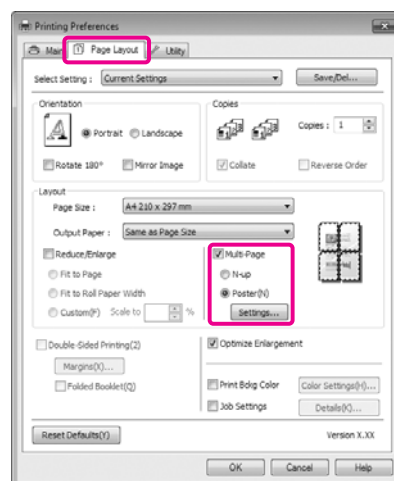 Printing Preferences
Main Page Layout Utility
Select Setting : Current Settings Save/Del...
Orientation Copies
Portrait Landscape Copies : 1
Rotate 180° Mirror Image Collate Reverse Order
Layout
Page Size : A4 210 x 297 mm
Output Paper : Same as Page Size
Reduce/Enlarge Multi-Page
Fit to Page N-up
Fit to Roll Paper Width Poster(N)
Custom(F) Scale to % Settings...
Double-Sided Printing(2) Optimize Enlargement
Margins(X)...
Folded Booklet(Q) Print Bckg Color Color Settings(H)...
Job Settings Details(K)...
Reset Defaults(Y) Version X.XX
OK Cancel Help